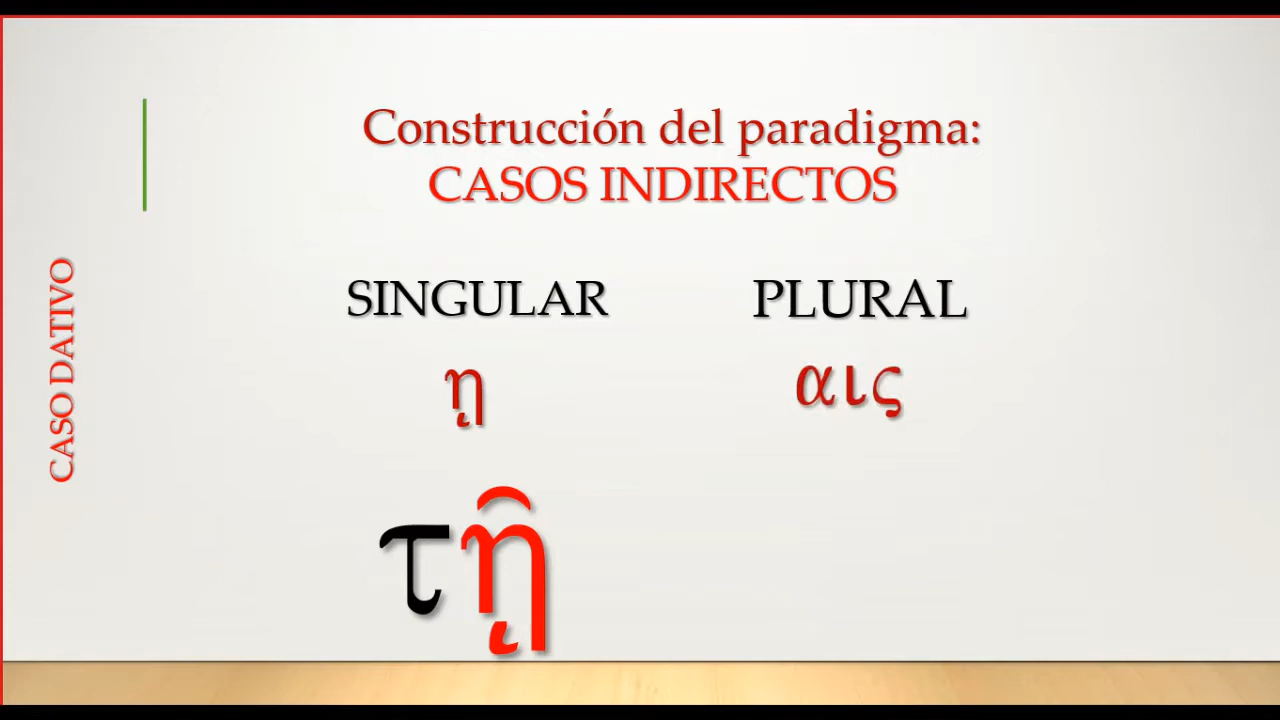 Construcción del paradigma:
CASOS INDIRECTOS
CASO DATIVO
SINGULAR PLURAL
ῃ αις
τῇ